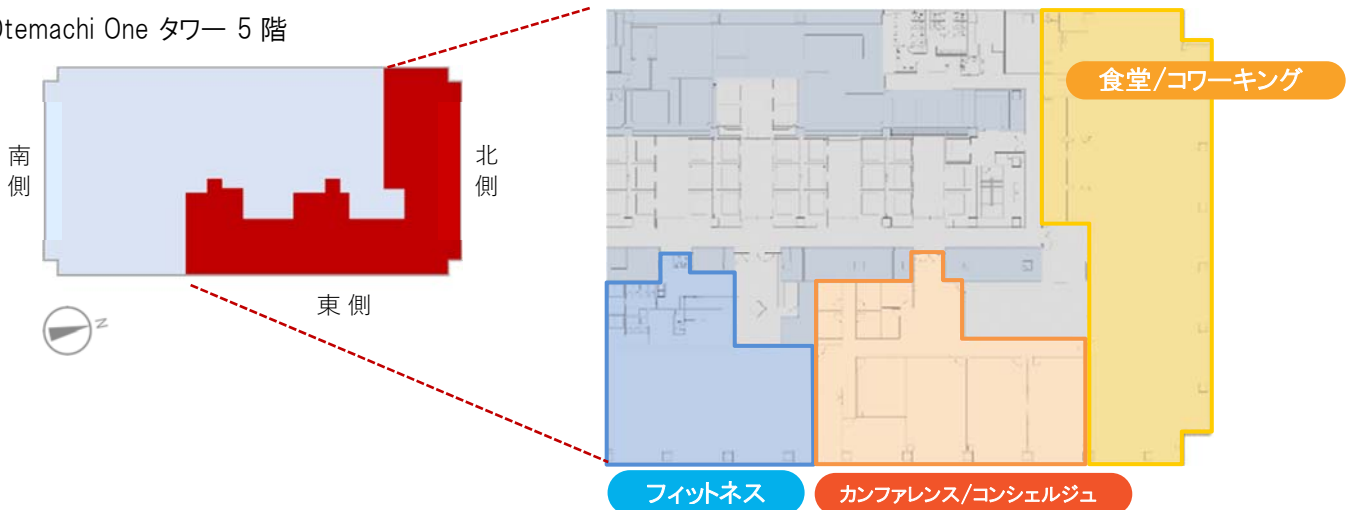 Otemachi One タワー 5 階
食堂/コワーキング
南側
北側
東 側
N
フィットネス
カンファレンス/コンシェルジュ